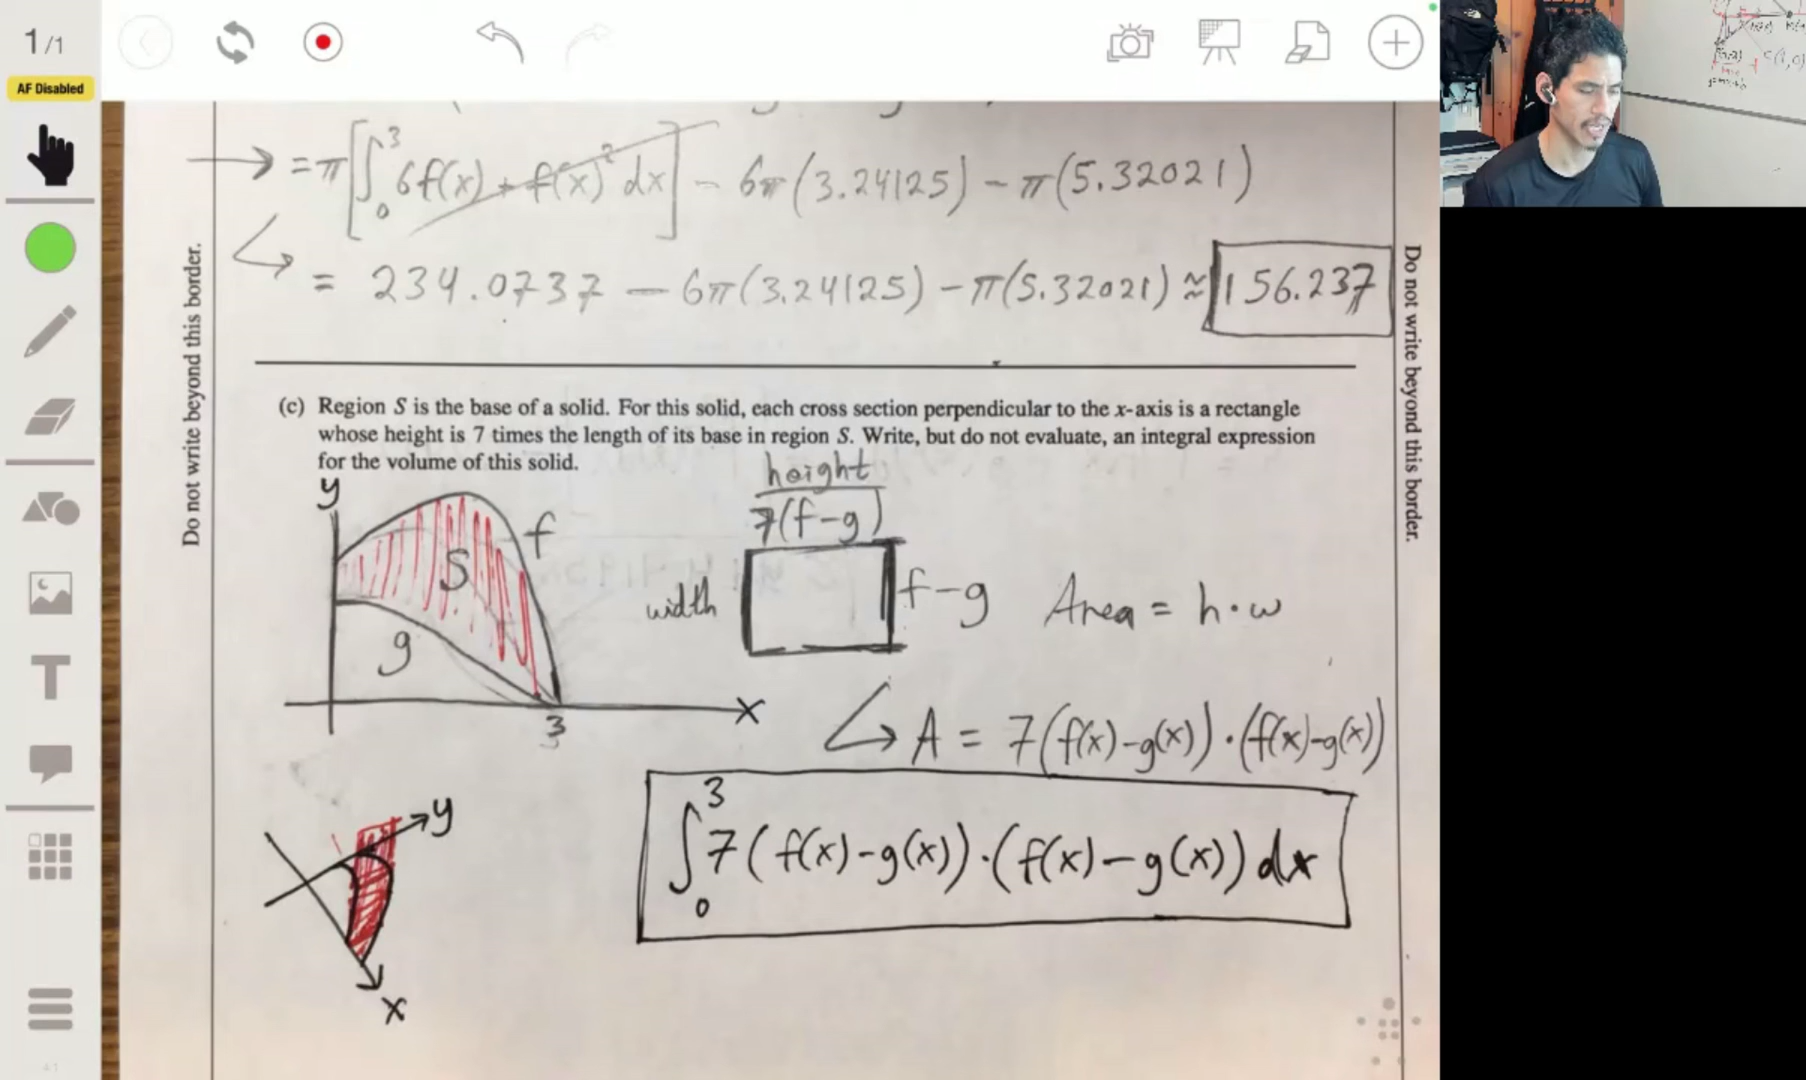 1/1
AF Disabled
Do not write beyond this border.
Do not write beyond this border.
→ = π[∫₀³ 6f(x) + f(x)² dx] - 6π(3.24125) - π(5.32021)
↳ = 234.0737 - 6π(3.24125) - π(5.32021) ≈ 156.237
(c) Region S is the base of a solid. For this solid, each cross section perpendicular to the x-axis is a rectangle
whose height is 7 times the length of its base in region S. Write, but do not evaluate, an integral expression
for the volume of this solid.
height
7(f-g)
y
f
S
g
3
x
width
f-g
Area = h·w
↳ A = 7(f(x)-g(x))·(f(x)-g(x))
∫₀³ 7(f(x)-g(x))·(f(x)-g(x)) dx
y
x
T